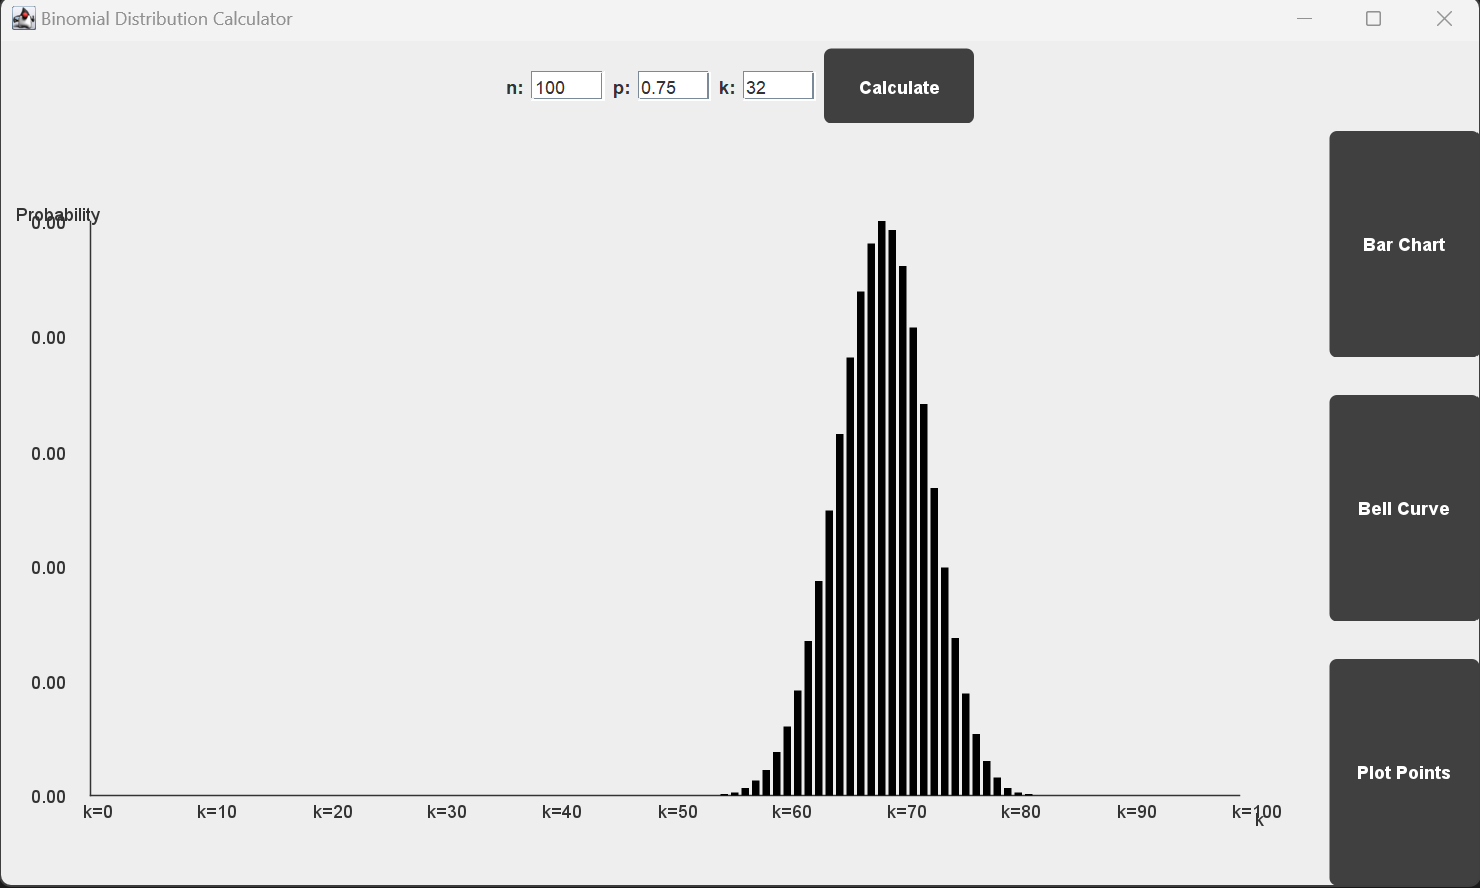 Binomial Distribution Calculator
n: 100 p: 0.75 k: 32 Calculate
Probability
0.00
0.00
0.00
0.00
0.00
0.00
k=0 k=10 k=20 k=30 k=40 k=50 k=60 k=70 k=80 k=90 k=100
k
Bar Chart
Bell Curve
Plot Points